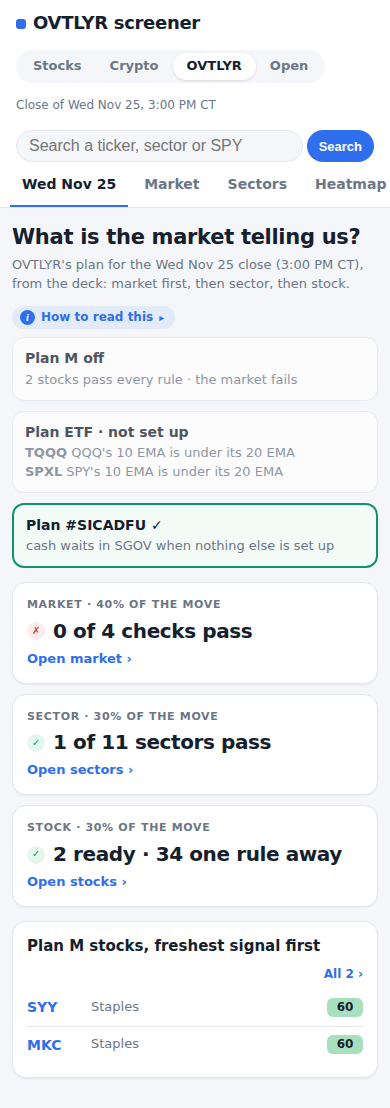 OVTLYR screener
Stocks Crypto OVTLYR Open
Close of Wed Nov 25, 3:00 PM CT
Search a ticker, sector or SPY Search
Wed Nov 25 Market Sectors Heatmap
What is the market telling us?
OVTLYR's plan for the Wed Nov 25 close (3:00 PM CT),
from the deck: market first, then sector, then stock.
i How to read this ▸
Plan M off
2 stocks pass every rule · the market fails
Plan ETF · not set up
TQQQ QQQ's 10 EMA is under its 20 EMA
SPXL SPY's 10 EMA is under its 20 EMA
Plan #SICADFU ✓
cash waits in SGOV when nothing else is set up
MARKET · 40% OF THE MOVE
✗ 0 of 4 checks pass
Open market ›
SECTOR · 30% OF THE MOVE
✓ 1 of 11 sectors pass
Open sectors ›
STOCK · 30% OF THE MOVE
✓ 2 ready · 34 one rule away
Open stocks ›
Plan M stocks, freshest signal first
All 2 ›
SYY Staples 60
MKC Staples 60